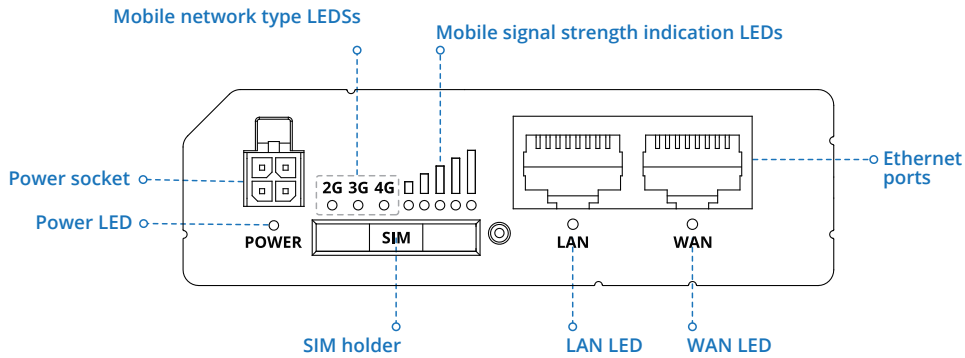 Mobile network type LEDSs
Mobile signal strength indication LEDs
Ethernet
ports
Power socket
2G 3G 4G
Power LED
POWER
SIM
LAN
WAN
SIM holder
LAN LED
WAN LED